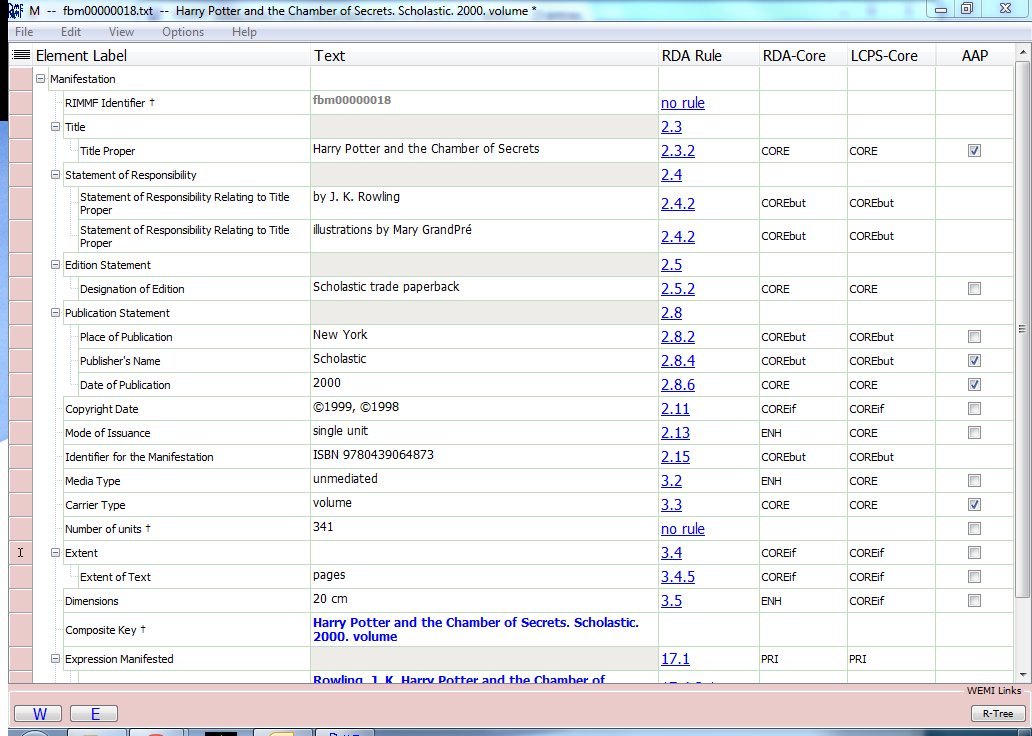 M -- fbm00000018.txt -- Harry Potter and the Chamber of Secrets. Scholastic. 2000. volume *
File Edit View Options Help
Element Label Text RDA Rule RDA-Core LCPS-Core AAP
Manifestation
RIMMF Identifier † fbm00000018 no rule
Title 2.3
Title Proper Harry Potter and the Chamber of Secrets 2.3.2 CORE CORE
Statement of Responsibility 2.4
Statement of Responsibility Relating to Title
Proper by J. K. Rowling 2.4.2 COREbut COREbut
Statement of Responsibility Relating to Title
Proper illustrations by Mary GrandPré 2.4.2 COREbut COREbut
Edition Statement 2.5
Designation of Edition Scholastic trade paperback 2.5.2 CORE CORE
Publication Statement 2.8
Place of Publication New York 2.8.2 COREbut COREbut
Publisher's Name Scholastic 2.8.4 COREbut COREbut
Date of Publication 2000 2.8.6 CORE CORE
Copyright Date ©1999, ©1998 2.11 COREif COREif
Mode of Issuance single unit 2.13 ENH CORE
Identifier for the Manifestation ISBN 9780439064873 2.15 COREbut COREbut
Media Type unmediated 3.2 ENH CORE
Carrier Type volume 3.3 CORE CORE
Number of units † 341 no rule
Extent 3.4 COREif COREif
Extent of Text pages 3.4.5 COREif COREif
Dimensions 20 cm 3.5 ENH COREif
Composite Key † Harry Potter and the Chamber of Secrets. Scholastic.
2000. volume
Expression Manifested 17.1 PRI PRI
Rowling, J. K. Harry Potter and the Chamber of
WEMI Links
W E R-Tree